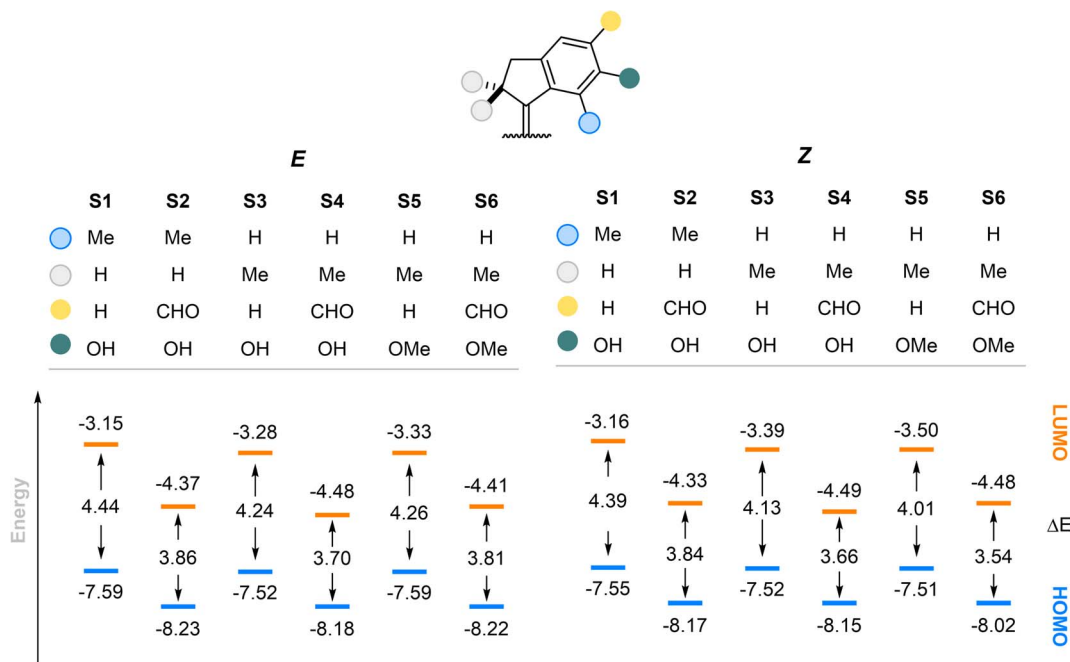 E Z
S1 S2 S3 S4 S5 S6 S1 S2 S3 S4 S5 S6
Me Me H H H H Me Me H H H H
H H Me Me Me Me H H Me Me Me Me
H CHO H CHO H CHO H CHO H CHO H CHO
OH OH OH OH OMe OMe OH OH OH OH OMe OMe
-3.15 -3.28 -3.33 -3.16 -3.39 -3.50
-4.37 -4.48 -4.41 -4.33 -4.49 -4.48
4.44 4.24 4.26 4.39 4.13 4.01
3.86 3.70 3.81 3.84 3.66 3.54
-7.59 -7.52 -7.59 -7.55 -7.52 -7.51
-8.23 -8.18 -8.22 -8.17 -8.15 -8.02
Energy
LUMO
ΔE
HOMO